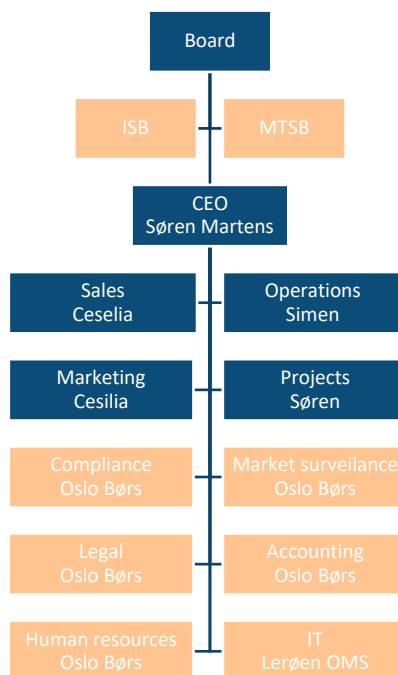 Board
ISB
MTSB
CEO
Søren Martens
Sales
Ceselia
Operations
Simen
Marketing
Cesilia
Projects
Søren
Compliance
Oslo Børs
Market surveilance
Oslo Børs
Legal
Oslo Børs
Accounting
Oslo Børs
Human resources
Oslo Børs
IT
Lerøen OMS